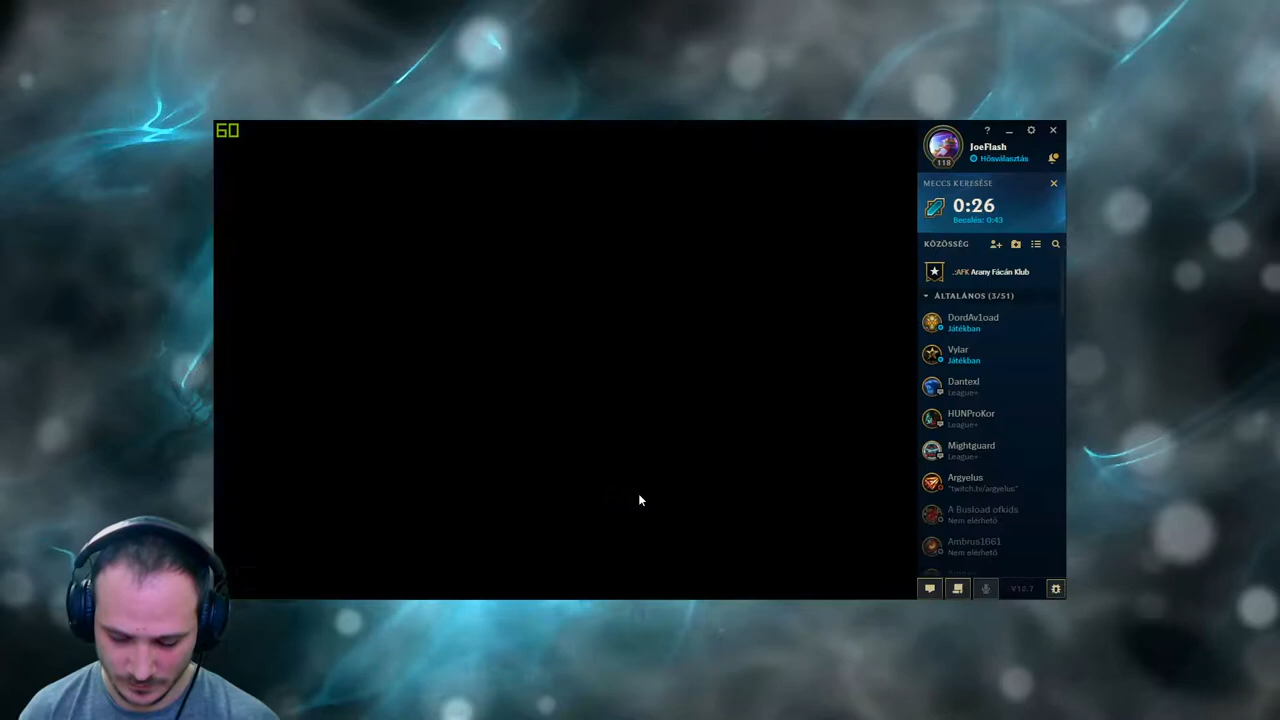 60
JoeFlash
118
Hősválasztás
MECCS KERESÉSE
0:26
Becslés: 0:43
KÖZÖSSÉG
.:AFK Arany Fácán Klub
ÁLTALÁNOS (3/51)
DordAv1oad
Játékban
Vylar
Játékban
Dantexl
League+
HUNProKor
League+
Mightguard
League+
Argyelus
"twitch.tv/argyelus"
A Busload ofkids
Nem elérhető
Ambrus1661
Nem elérhető
V10.7